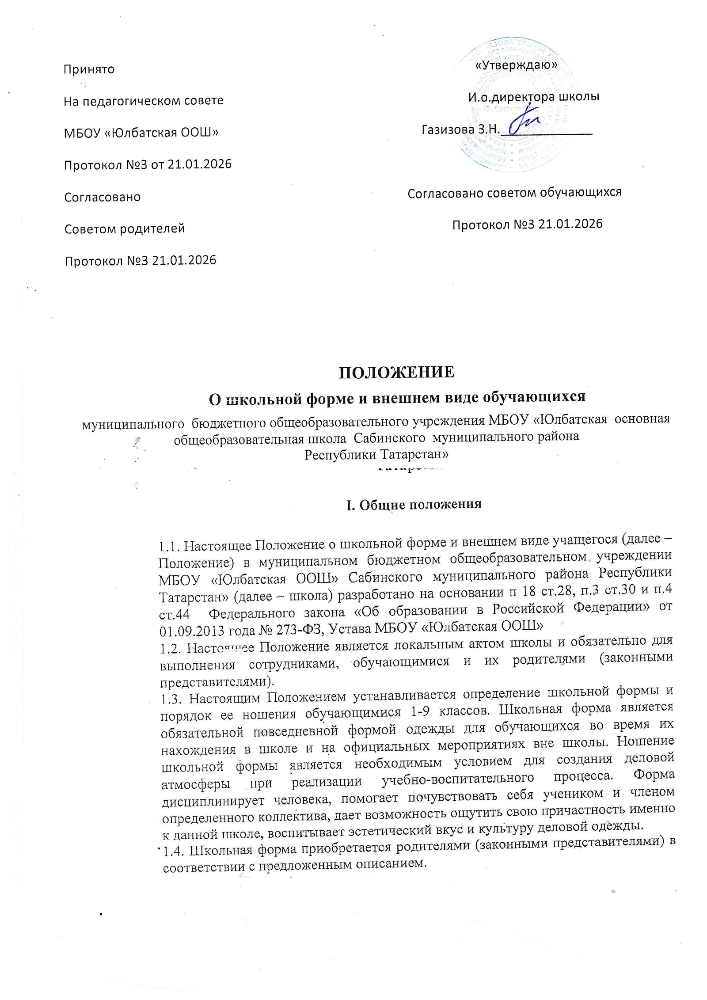 Принято
На педагогическом совете
МБОУ «Юлбатская ООШ»
Протокол №3 от 21.01.2026
Согласовано
Советом родителей
Протокол №3 21.01.2026
«Утверждаю»
И.о.директора школы
«Юлбатская
Газизова З.Н.
Согласовано советом обучающихся
Протокол №3 21.01.2026
ПОЛОЖЕНИЕ
О школьной форме и внешнем виде обучающихся
муниципального бюджетного общеобразовательного учреждения МБОУ «Юлбатская основная
общеобразовательная школа Сабинского муниципального района
Республики Татарстан»
I. Общие положения
1.1. Настоящее Положение о школьной форме и внешнем виде учащегося (далее –
Положение) в муниципальном бюджетном общеобразовательном учреждении
МБОУ «Юлбатская ООШ» Сабинского муниципального района Республики
Татарстан» (далее – школа) разработано на основании п 18 ст.28, п.3 ст.30 и п.4
ст.44 Федерального закона «Об образовании в Российской Федерации» от
01.09.2013 года № 273-ФЗ, Устава МБОУ «Юлбатская ООШ»
1.2. Настоящее Положение является локальным актом школы и обязательно для
выполнения сотрудниками, обучающимися и их родителями (законными
представителями).
1.3. Настоящим Положением устанавливается определение школьной формы и
порядок ее ношения обучающимися 1-9 классов. Школьная форма является
обязательной повседневной формой одежды для обучающихся во время их
нахождения в школе и на официальных мероприятиях вне школы. Ношение
школьной формы является необходимым условием для создания деловой
атмосферы при реализации учебно-воспитательного процесса. Форма
дисциплинирует человека, помогает почувствовать себя учеником и членом
определенного коллектива, дает возможность ощутить свою причастность именно
к данной школе, воспитывает эстетический вкус и культуру деловой одежды.
1.4. Школьная форма приобретается родителями (законными представителями) в
соответствии с предложенным описанием.